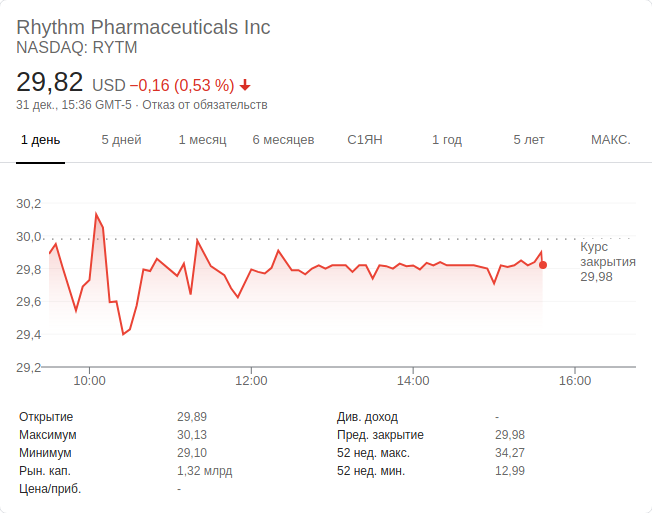 Rhythm Pharmaceuticals Inc
NASDAQ: RYTM
29,82 USD −0,16 (0,53 %)
31 дек., 15:36 GMT-5 · Отказ от обязательств
1 день 5 дней 1 месяц 6 месяцев С1ЯН 1 год 5 лет МАКС.
30,2
30,0
29,8
29,6
29,4
29,2
Курс
закрытия
29,98
10:00 12:00 14:00 16:00
Открытие 29,89 Див. доход -
Максимум 30,13 Пред. закрытие 29,98
Минимум 29,10 52 нед. макс. 34,27
Рын. кап. 1,32 млрд 52 нед. мин. 12,99
Цена/приб. -